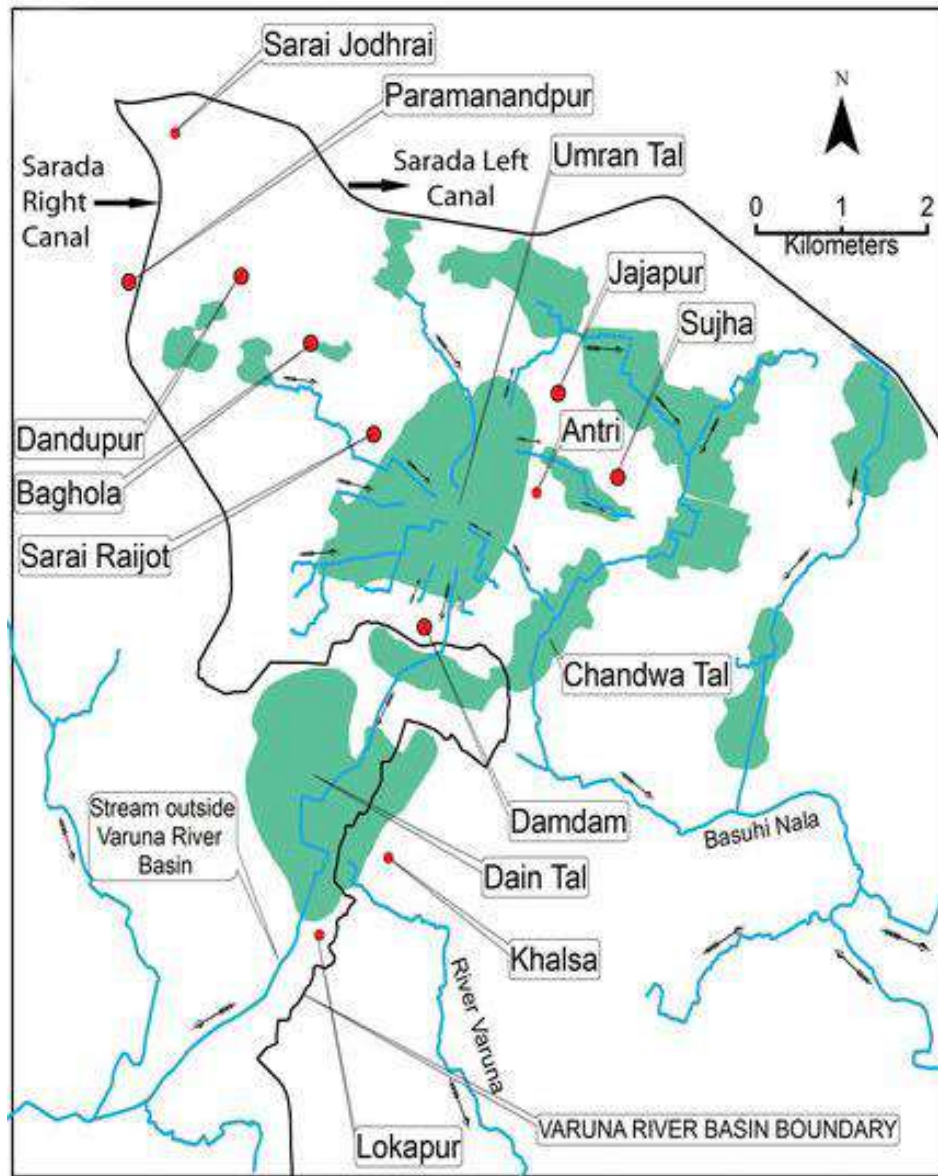 Sarai Jodhrai
Paramanandpur
N
Sarada
Right
Canal
Sarada Left
Canal
Umran Tal
0 1 2
Kilometers
Jajapur
Sujha
Antri
Dandupur
Baghola
Sarai Raijot
Chandwa Tal
Stream outside
Varuna River
Basin
Damdam
Basuhi Nala
Dain Tal
Khalsa
River Varuna
Lokapur
VARUNA RIVER BASIN BOUNDARY